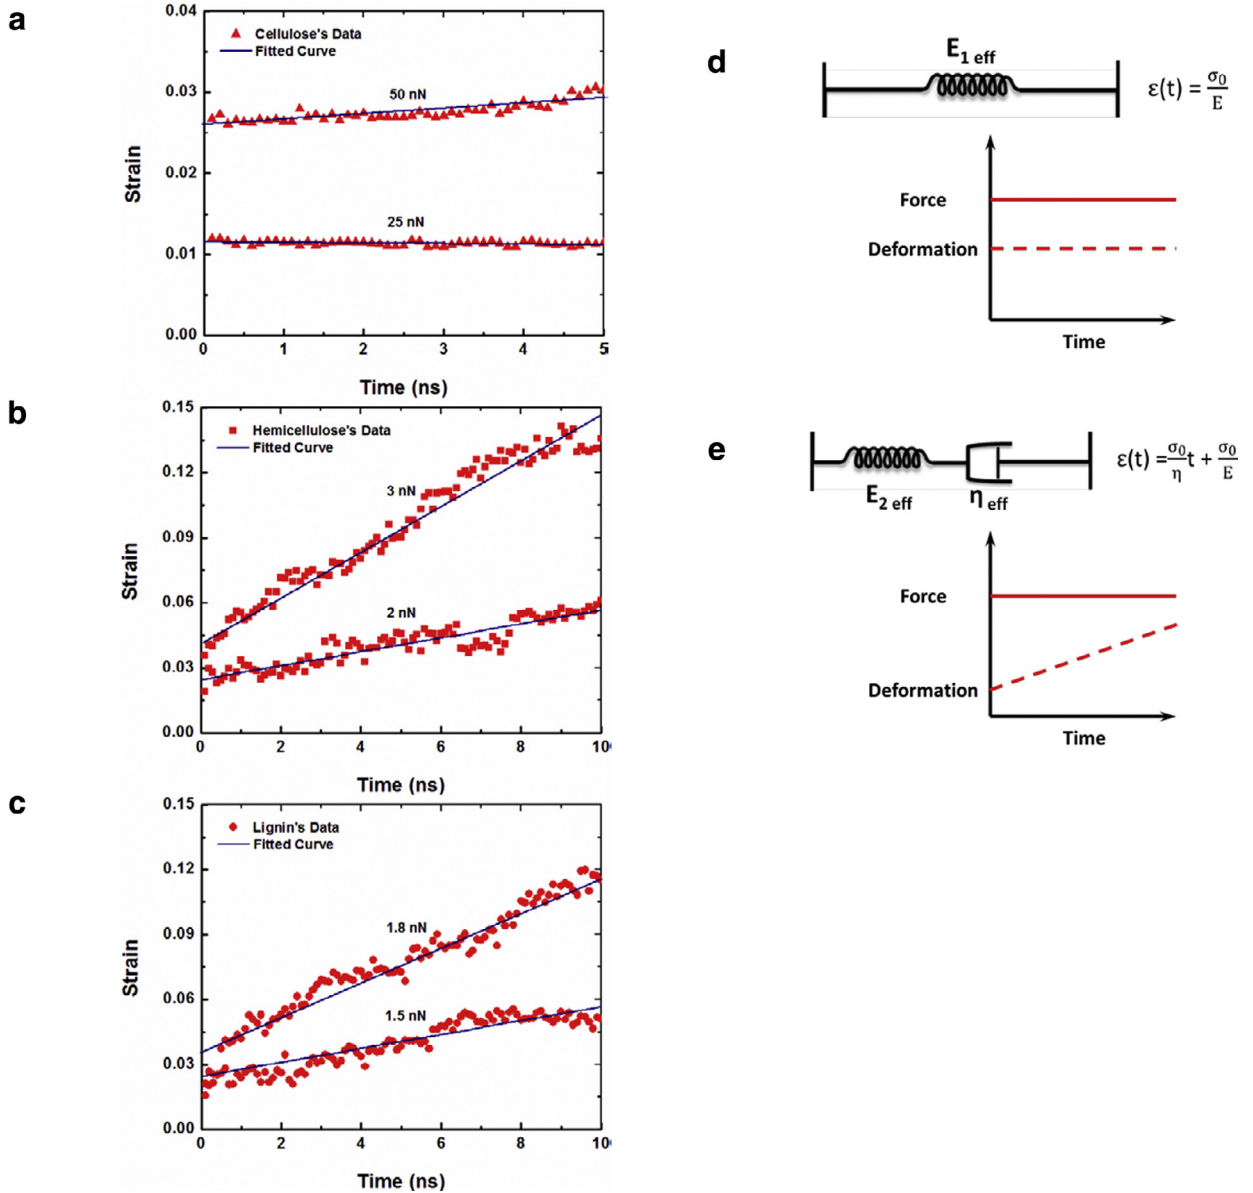 a
0.04
0.03
0.02
0.01
0.00
Strain
Cellulose's Data
Fitted Curve
50 nN
25 nN
0 1 2 3 4 5
Time (ns)
b
0.15
0.12
0.09
0.06
0.03
0.00
Strain
Hemicellulose's Data
Fitted Curve
3 nN
2 nN
0 2 4 6 8 10
Time (ns)
c
0.15
0.12
0.09
0.06
0.03
0.00
Strain
Lignin's Data
Fitted Curve
1.8 nN
1.5 nN
0 2 4 6 8 10
Time (ns)
d
E1 eff
ε(t) = σ0/E
Force
Deformation
Time
e
E2 eff
η eff
ε(t) = σ0/η t + σ0/E
Force
Deformation
Time